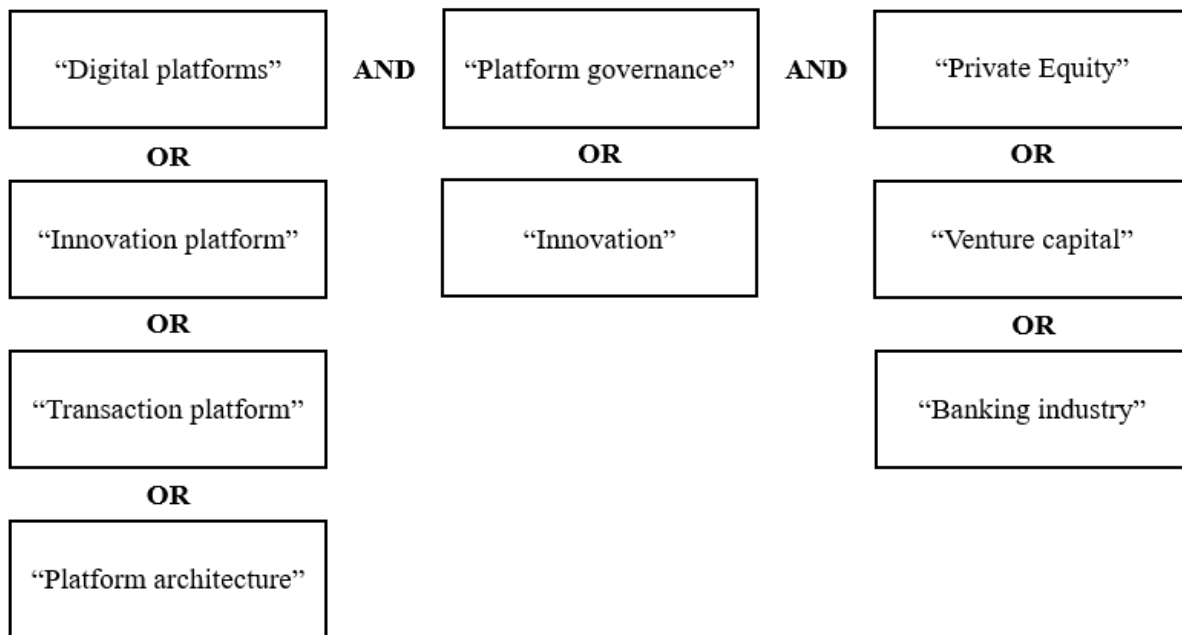 “Digital platforms” AND “Platform governance” AND “Private Equity”
OR OR OR
“Innovation platform” “Innovation” “Venture capital”
OR OR
“Transaction platform” “Banking industry”
OR
“Platform architecture”